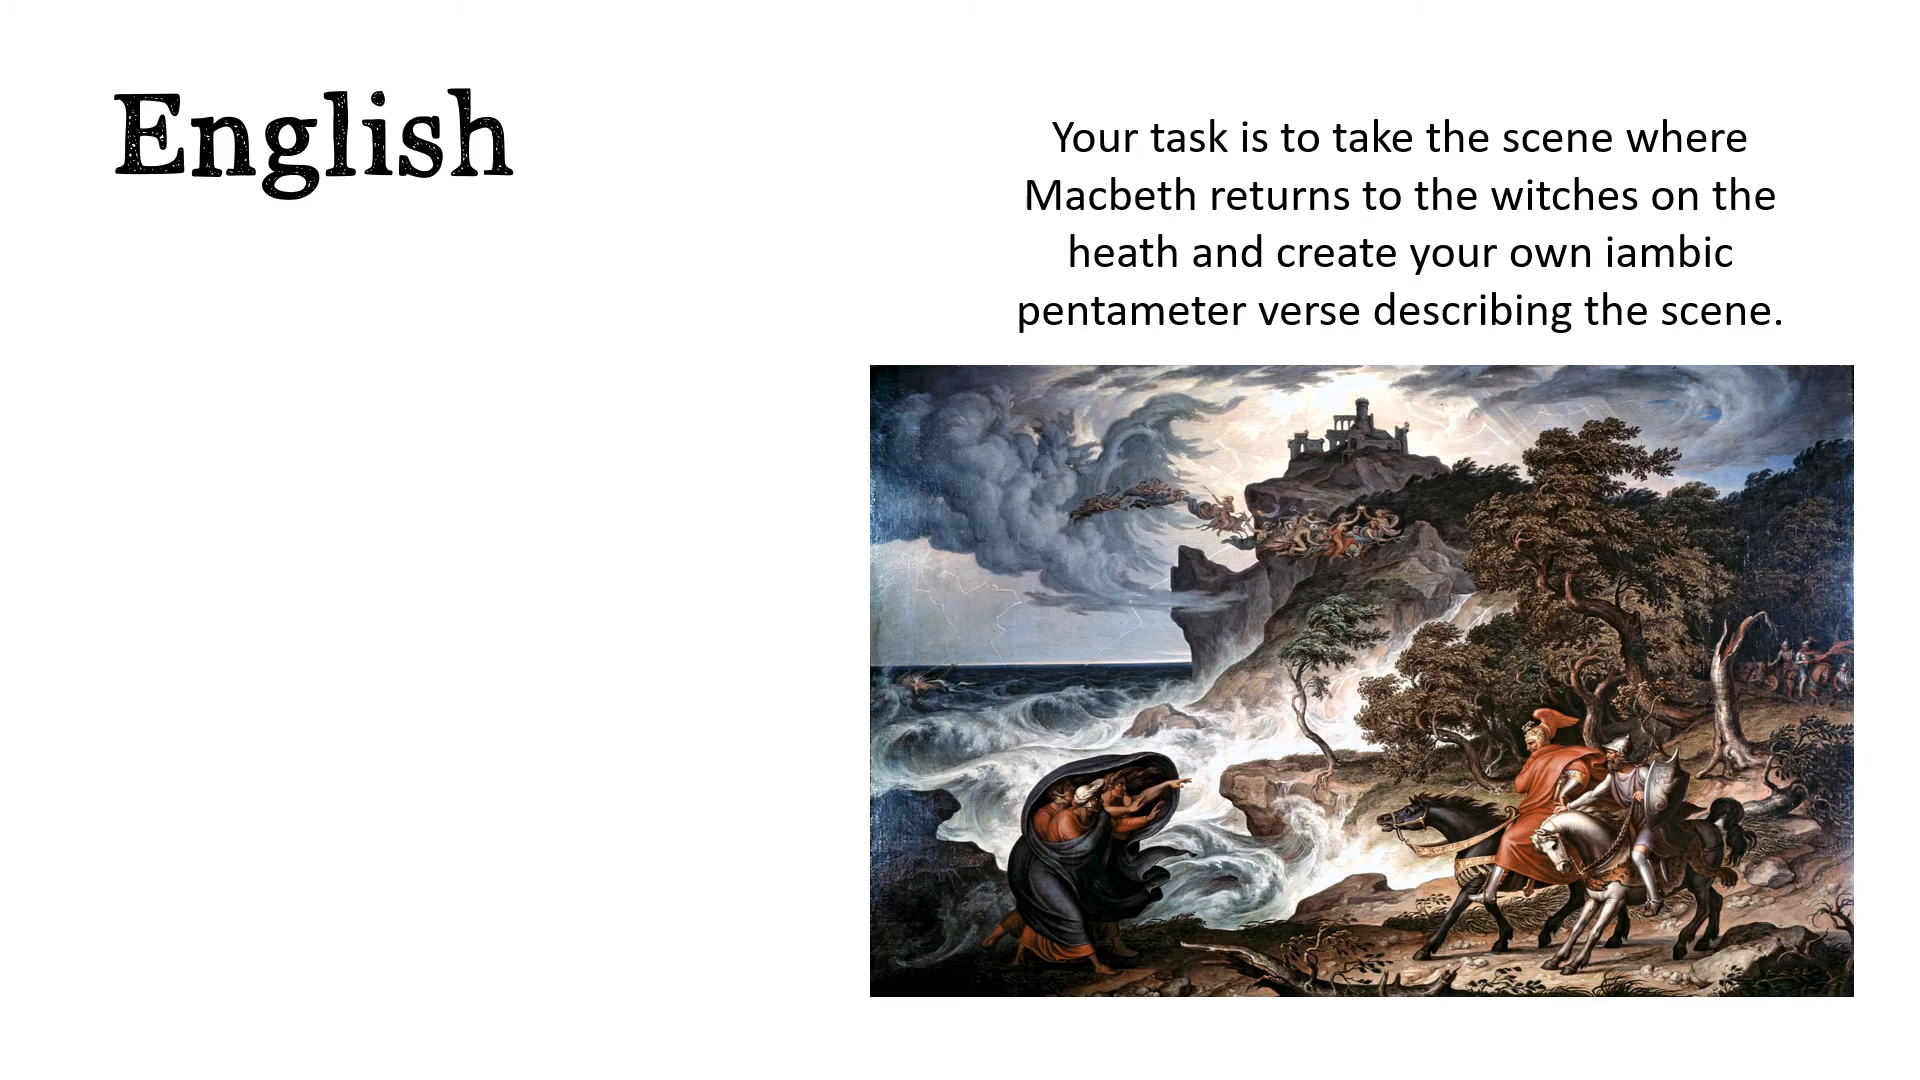 English
Your task is to take the scene where
Macbeth returns to the witches on the
heath and create your own iambic
pentameter verse describing the scene.